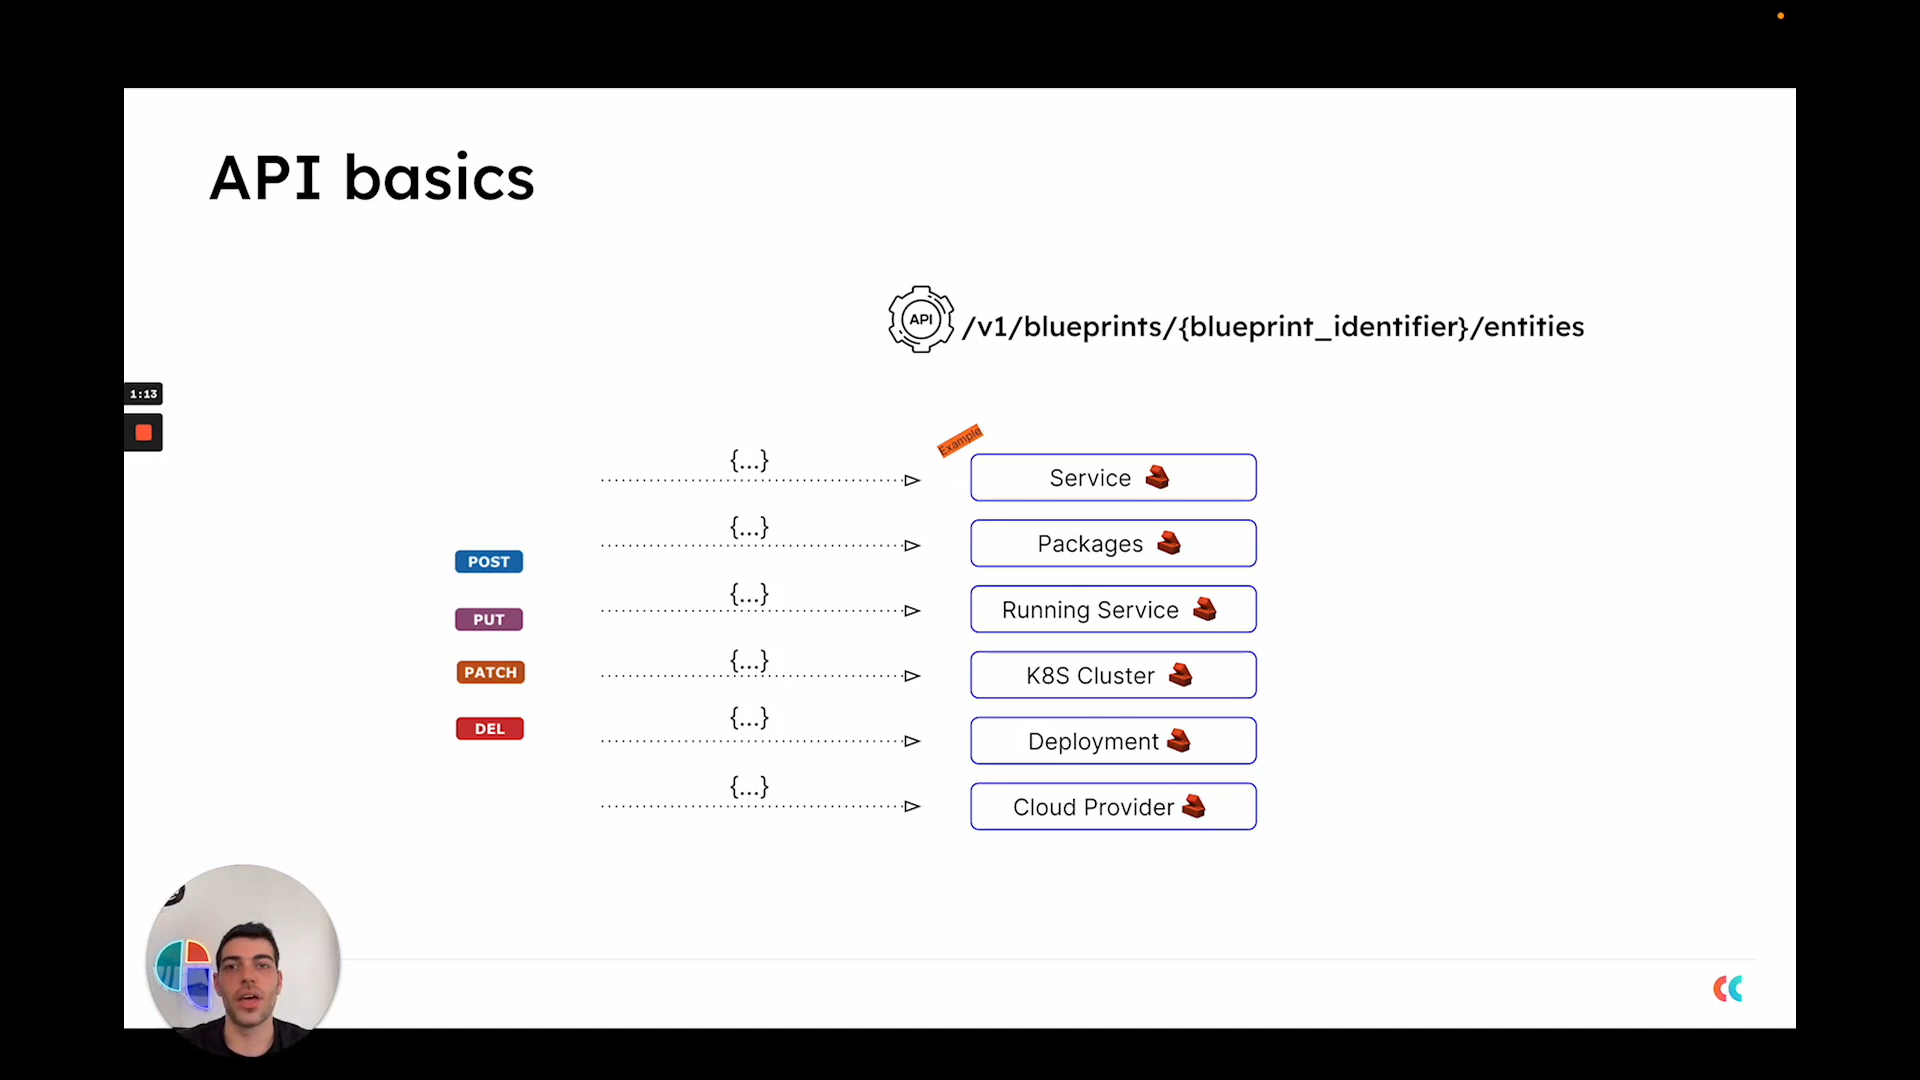 API basics
API
/v1/blueprints/{blueprint_identifier}/entities
1:13
Example
{...}
Service
{...}
Packages
POST
{...}
Running Service
PUT
{...}
K8S Cluster
PATCH
{...}
Deployment
DEL
{...}
Cloud Provider